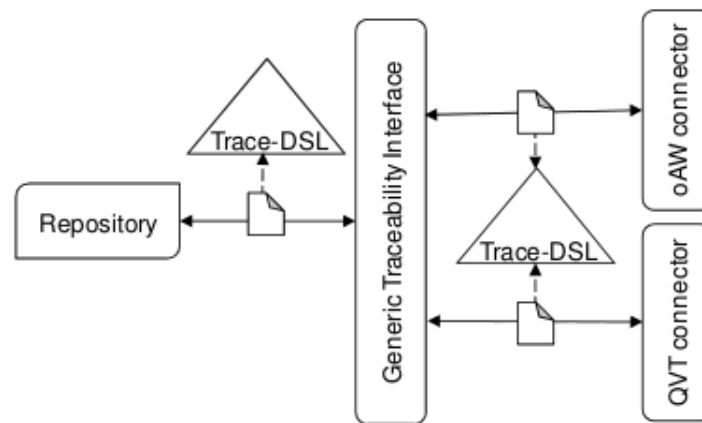 Trace-DSL
Repository
Generic Traceability Interface
oAW connector
Trace-DSL
QVT connector